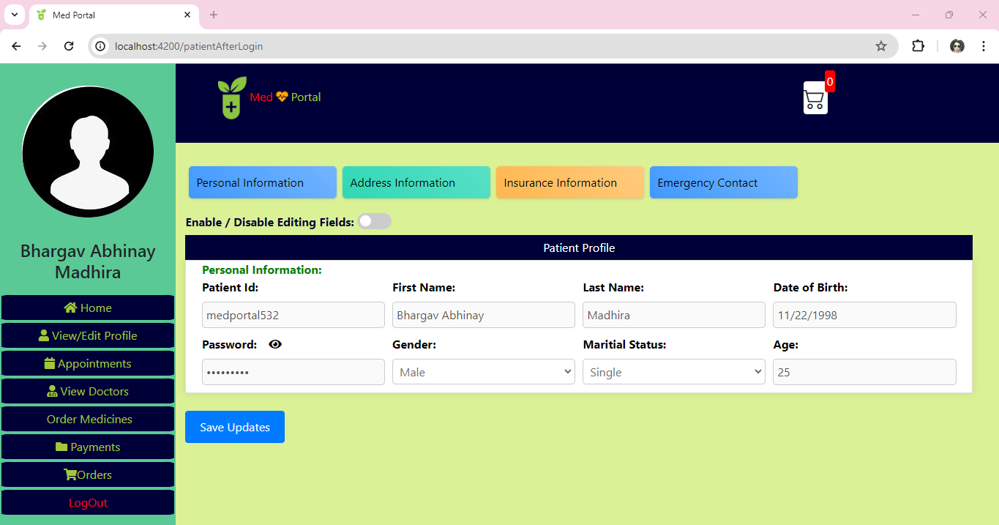 Med Portal
localhost:4200/patientAfterLogin
Med Portal
0
Bhargav Abhinay
Madhira
Home
View/Edit Profile
Appointments
View Doctors
Order Medicines
Payments
Orders
LogOut
Personal Information
Address Information
Insurance Information
Emergency Contact
Enable / Disable Editing Fields:
Patient Profile
Personal Information:
Patient Id: First Name: Last Name: Date of Birth:
medportal532 Bhargav Abhinay Madhira 11/22/1998
Password: Gender: Maritial Status: Age:
••••••••• Male Single 25
Save Updates